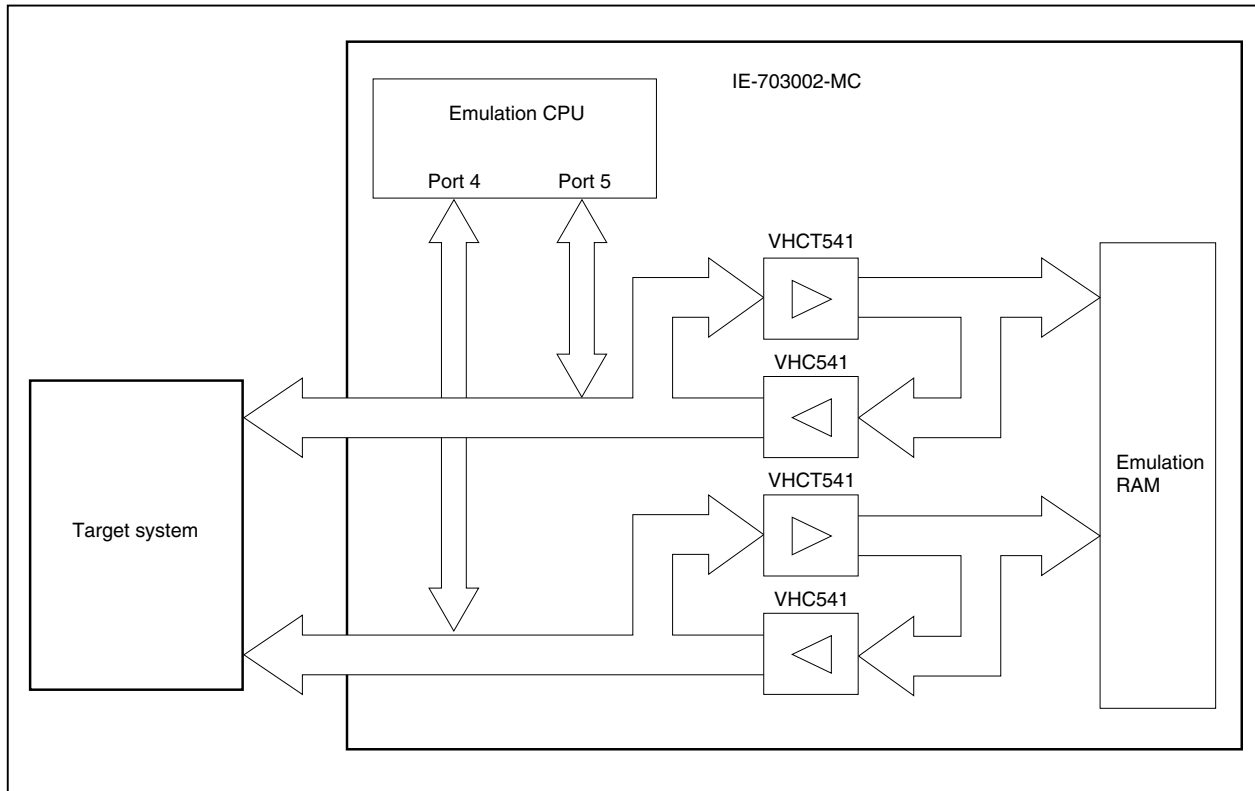 IE-703002-MC
Emulation CPU
Port 4
Port 5
VHCT541
VHC541
VHCT541
VHC541
Target system
Emulation
RAM